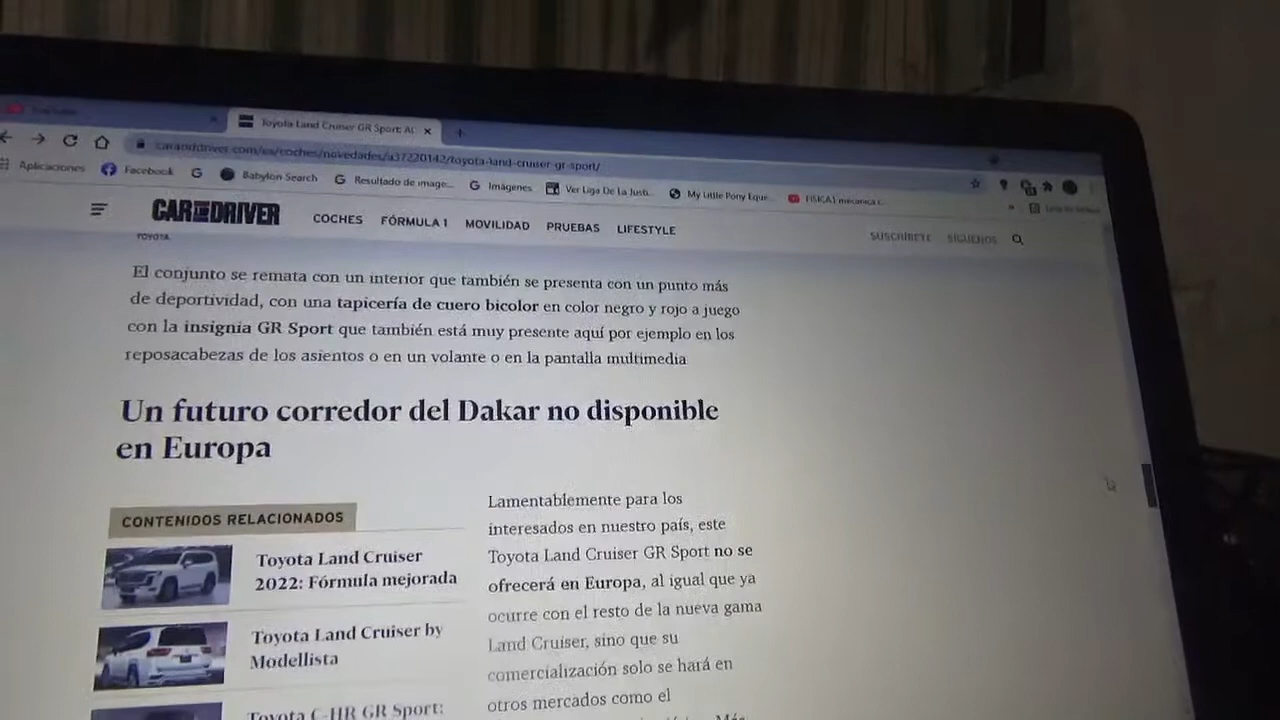 Toyota Land Cruiser GR Sport: Al
caranddriver.com/es/coches/novedades/a37220142/toyota-land-cruiser-gr-sport/
Aplicaciones Facebook Babylon Search Resultado de image... Imágenes Ver Liga De La Justi... My Little Pony Eque... FISICA I mecanica c...
CAR AND DRIVER COCHES FÓRMULA 1 MOVILIDAD PRUEBAS LIFESTYLE SUSCRÍBETE SÍGUENOS
TOYOTA
El conjunto se remata con un interior que también se presenta con un punto más
de deportividad, con una tapicería de cuero bicolor en color negro y rojo a juego
con la insignia GR Sport que también está muy presente aquí por ejemplo en los
reposacabezas de los asientos o en un volante o en la pantalla multimedia
Un futuro corredor del Dakar no disponible
en Europa
CONTENIDOS RELACIONADOS
Toyota Land Cruiser
2022: Fórmula mejorada
Toyota Land Cruiser by
Modellista
Toyota C-HR GR Sport:
Lamentablemente para los
interesados en nuestro país, este
Toyota Land Cruiser GR Sport no se
ofrecerá en Europa, al igual que ya
ocurre con el resto de la nueva gama
Land Cruiser, sino que su
comercialización solo se hará en
otros mercados como el
Más